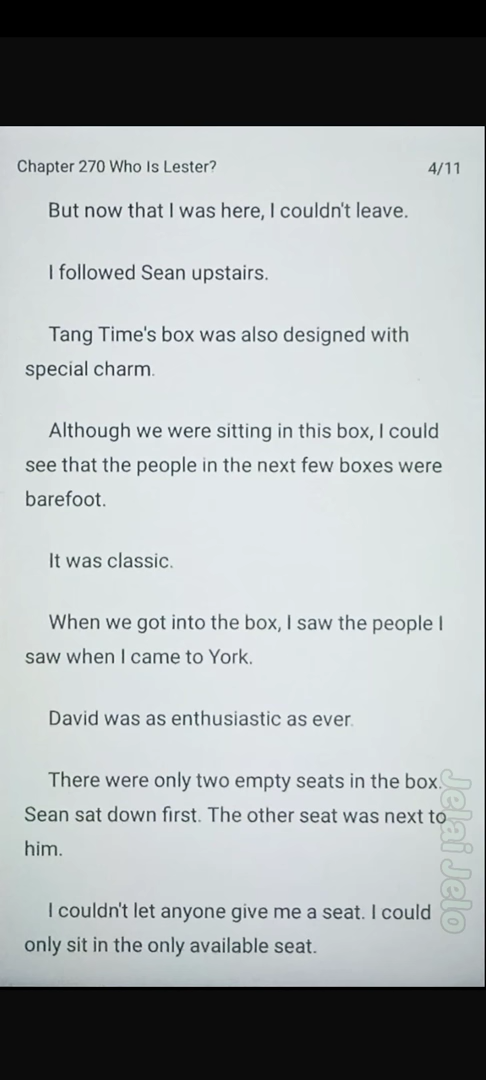 Chapter 270 Who Is Lester?
4/11
But now that I was here, I couldn't leave.
I followed Sean upstairs.
Tang Time's box was also designed with
special charm.
Although we were sitting in this box, I could
see that the people in the next few boxes were
barefoot.
It was classic.
When we got into the box, I saw the people I
saw when I came to York.
David was as enthusiastic as ever.
There were only two empty seats in the box.
Sean sat down first. The other seat was next to
him.
I couldn't let anyone give me a seat. I could
only sit in the only available seat.
Jelai Jelo